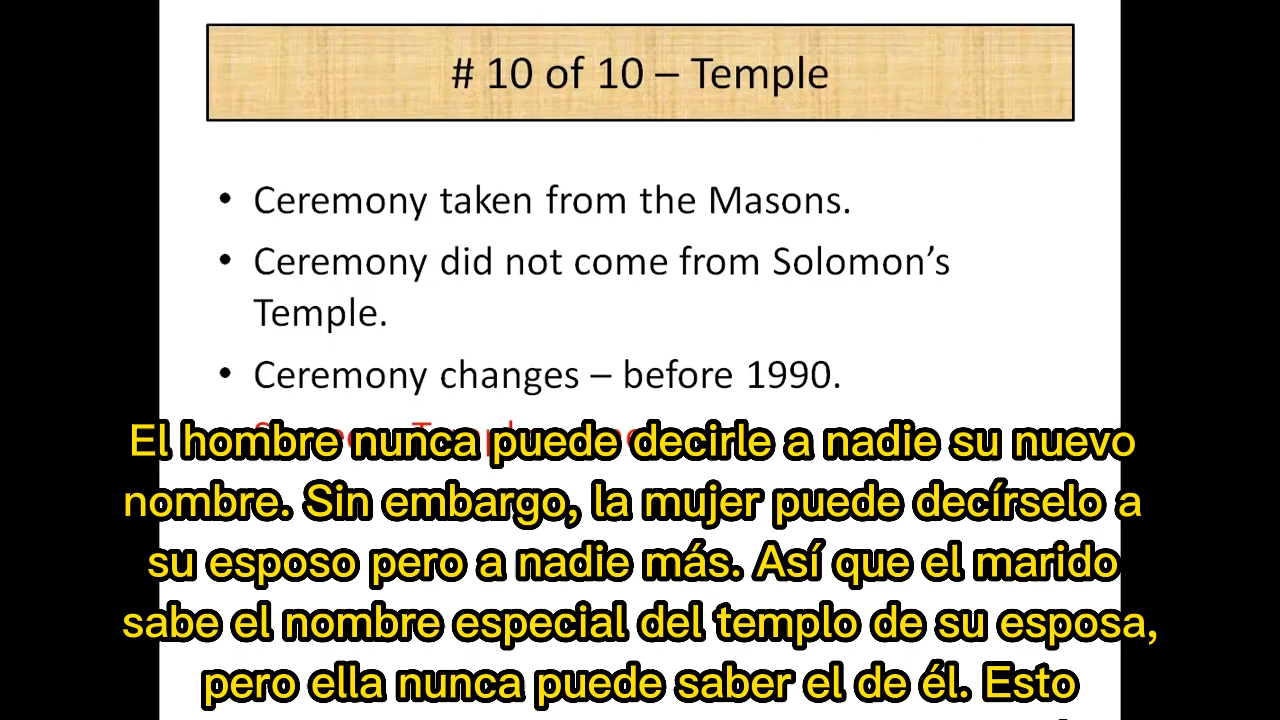 # 10 of 10 – Temple
• Ceremony taken from the Masons.
• Ceremony did not come from Solomon’s
Temple.
• Ceremony changes – before 1990.
El hombre nunca puede decirle a nadie su nuevo
nombre. Sin embargo, la mujer puede decírselo a
su esposo pero a nadie más. Así que el marido
sabe el nombre especial del templo de su esposa,
pero ella nunca puede saber el de él. Esto